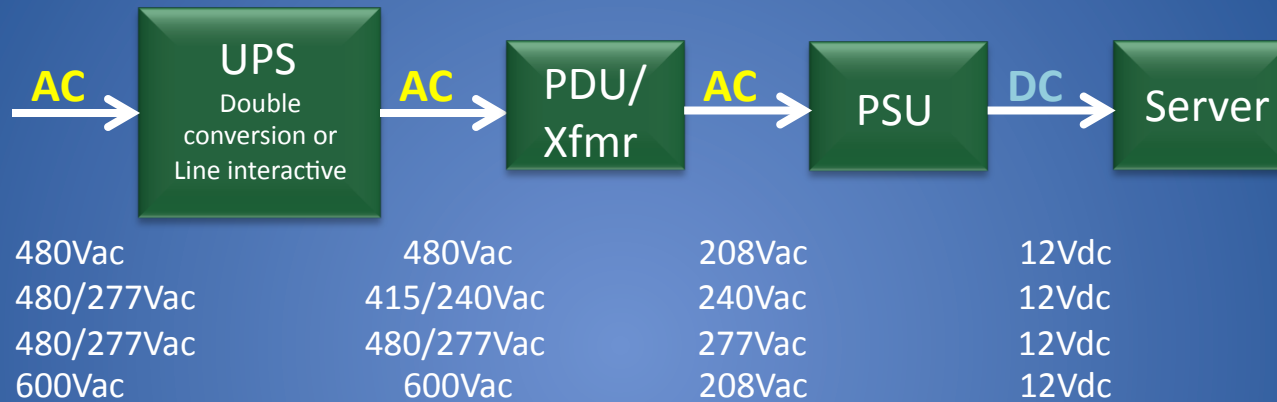 AC
UPS
Double
conversion or
Line interactive
AC
PDU/
Xfmr
AC
PSU
DC
Server
480Vac 480Vac 208Vac 12Vdc
480/277Vac 415/240Vac 240Vac 12Vdc
480/277Vac 480/277Vac 277Vac 12Vdc
600Vac 600Vac 208Vac 12Vdc